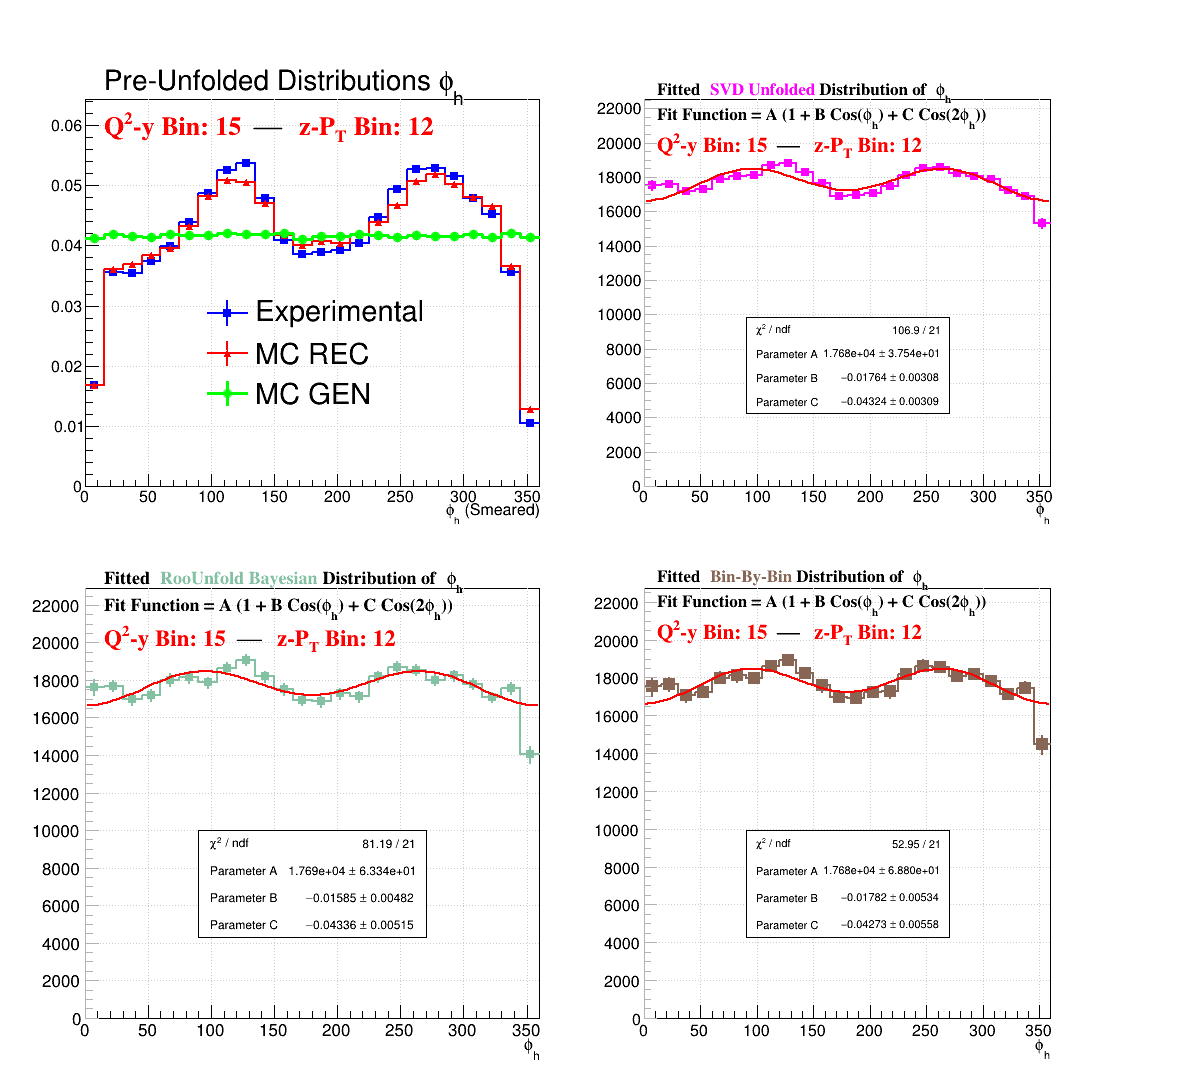 Pre-Unfolded Distributions ϕh
Q²-y Bin: 15 — z-PT Bin: 12
0.06
0.05
0.04
0.03
0.02
0.01
0
Experimental
MC REC
MC GEN
0 50 100 150 200 250 300 350
ϕh (Smeared)
Fitted SVD Unfolded Distribution of ϕh
Fit Function = A (1 + B Cos(ϕh) + C Cos(2ϕh))
Q²-y Bin: 15 — z-PT Bin: 12
22000
20000
18000
16000
14000
12000
10000
8000
6000
4000
2000
0
χ² / ndf 106.9 / 21
Parameter A 1.768e+04 ± 3.754e+01
Parameter B −0.01764 ± 0.00308
Parameter C −0.04324 ± 0.00309
0 50 100 150 200 250 300 350
ϕh
Fitted RooUnfold Bayesian Distribution of ϕh
Fit Function = A (1 + B Cos(ϕh) + C Cos(2ϕh))
Q²-y Bin: 15 — z-PT Bin: 12
22000
20000
18000
16000
14000
12000
10000
8000
6000
4000
2000
0
χ² / ndf 81.19 / 21
Parameter A 1.769e+04 ± 6.334e+01
Parameter B −0.01585 ± 0.00482
Parameter C −0.04336 ± 0.00515
0 50 100 150 200 250 300 350
ϕh
Fitted Bin-By-Bin Distribution of ϕh
Fit Function = A (1 + B Cos(ϕh) + C Cos(2ϕh))
Q²-y Bin: 15 — z-PT Bin: 12
22000
20000
18000
16000
14000
12000
10000
8000
6000
4000
2000
0
χ² / ndf 52.95 / 21
Parameter A 1.768e+04 ± 6.880e+01
Parameter B −0.01782 ± 0.00534
Parameter C −0.04273 ± 0.00558
0 50 100 150 200 250 300 350
ϕh